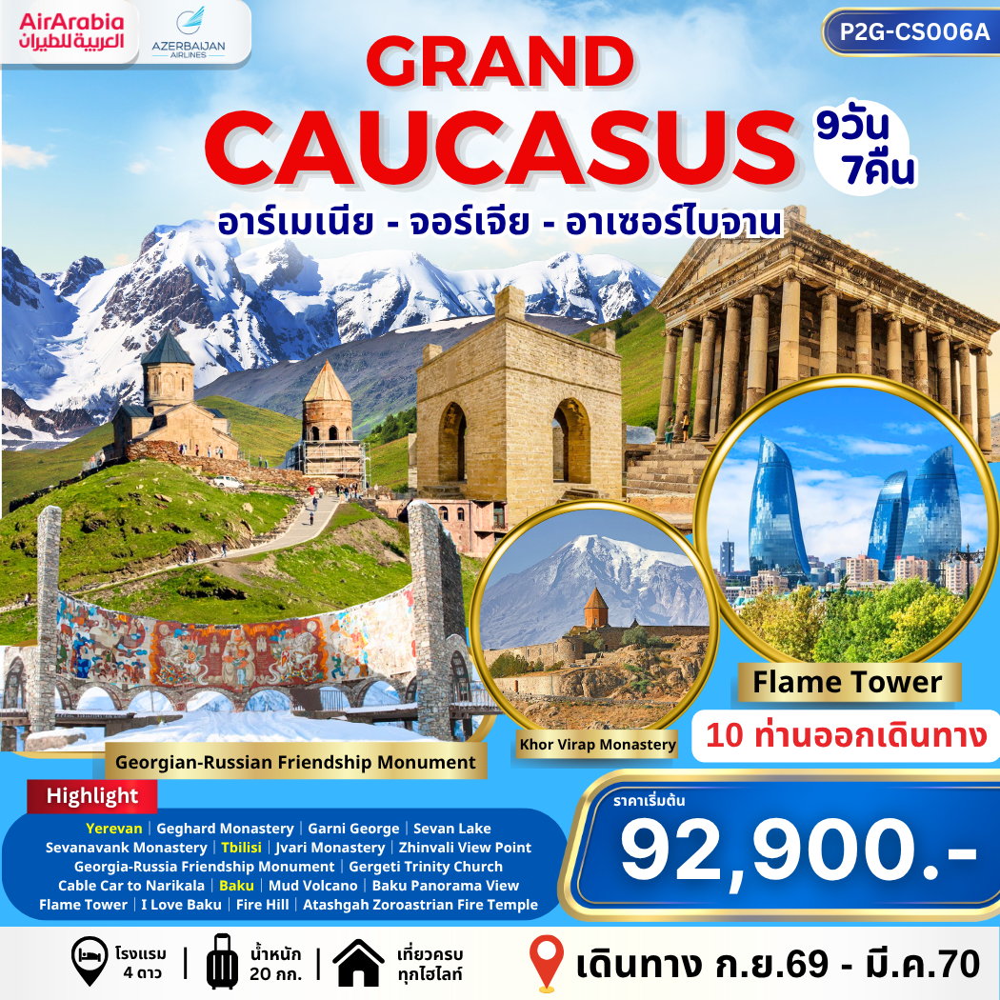 AirArabia
العربية للطيران
AZERBAIJAN
AIRLINES
P2G-CS006A
GRAND
CAUCASUS
9วัน
7คืน
อาร์เมเนีย - จอร์เจีย - อาเซอร์ไบจาน
Flame Tower
Khor Virap Monastery
Georgian-Russian Friendship Monument
10 ท่านออกเดินทาง
Highlight
Yerevan | Geghard Monastery | Garni George | Sevan Lake
Sevanavank Monastery | Tbilisi | Jvari Monastery | Zhinvali View Point
Georgia-Russia Friendship Monument | Gergeti Trinity Church
Cable Car to Narikala | Baku | Mud Volcano | Baku Panorama View
Flame Tower | I Love Baku | Fire Hill | Atashgah Zoroastrian Fire Temple
ราคาเริ่มต้น
92,900.-
โรงแรม
4 ดาว
น้ำหนัก
20 กก.
เที่ยวครบ
ทุกไฮไลท์
เดินทาง ก.ย.69 - มี.ค.70